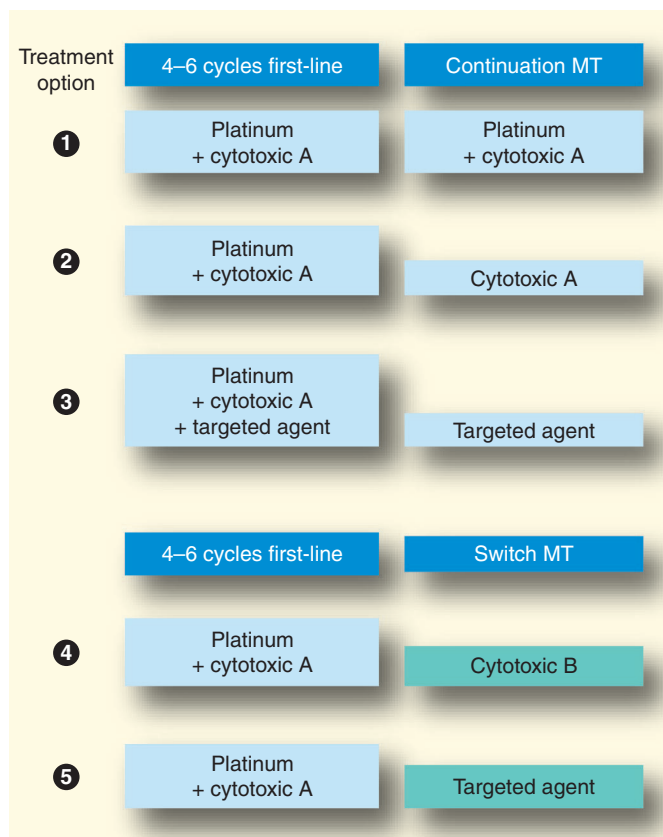 Treatment
option
4–6 cycles first-line
Continuation MT
1
Platinum
+ cytotoxic A
Platinum
+ cytotoxic A
2
Platinum
+ cytotoxic A
Cytotoxic A
3
Platinum
+ cytotoxic A
+ targeted agent
Targeted agent
4–6 cycles first-line
Switch MT
4
Platinum
+ cytotoxic A
Cytotoxic B
5
Platinum
+ cytotoxic A
Targeted agent